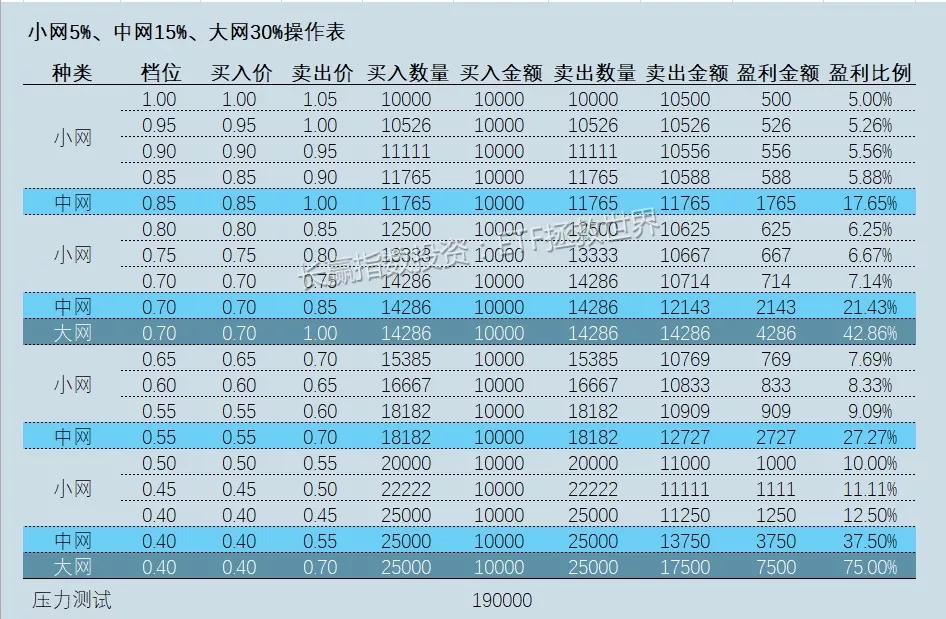 小网5%、中网15%、大网30%操作表
种类 档位 买入价 卖出价 买入数量 买入金额 卖出数量 卖出金额 盈利金额 盈利比例
1.00 1.00 1.05 10000 10000 10000 10500 500 5.00%
0.95 0.95 1.00 10526 10000 10526 10526 526 5.26%
小网
0.90 0.90 0.95 11111 10000 11111 10556 556 5.56%
0.85 0.85 0.90 11765 10000 11765 10588 588 5.88%
中网 0.85 0.85 1.00 11765 10000 11765 11765 1765 17.65%
0.80 0.80 0.85 12500 10000 12500 10625 625 6.25%
小网 0.75 0.75 0.80 13333 10000 13333 10667 667 6.67%
0.70 0.70 0.75 14286 10000 14286 10714 714 7.14%
长赢指数投资·ETF拯救世界
中网 0.70 0.70 0.85 14286 10000 14286 12143 2143 21.43%
大网 0.70 0.70 1.00 14286 10000 14286 14286 4286 42.86%
0.65 0.65 0.70 15385 10000 15385 10769 769 7.69%
小网 0.60 0.60 0.65 16667 10000 16667 10833 833 8.33%
0.55 0.55 0.60 18182 10000 18182 10909 909 9.09%
中网 0.55 0.55 0.70 18182 10000 18182 12727 2727 27.27%
0.50 0.50 0.55 20000 10000 20000 11000 1000 10.00%
小网 0.45 0.45 0.50 22222 10000 22222 11111 1111 11.11%
0.40 0.40 0.45 25000 10000 25000 11250 1250 12.50%
中网 0.40 0.40 0.55 25000 10000 25000 13750 3750 37.50%
大网 0.40 0.40 0.70 25000 10000 25000 17500 7500 75.00%
压力测试 190000